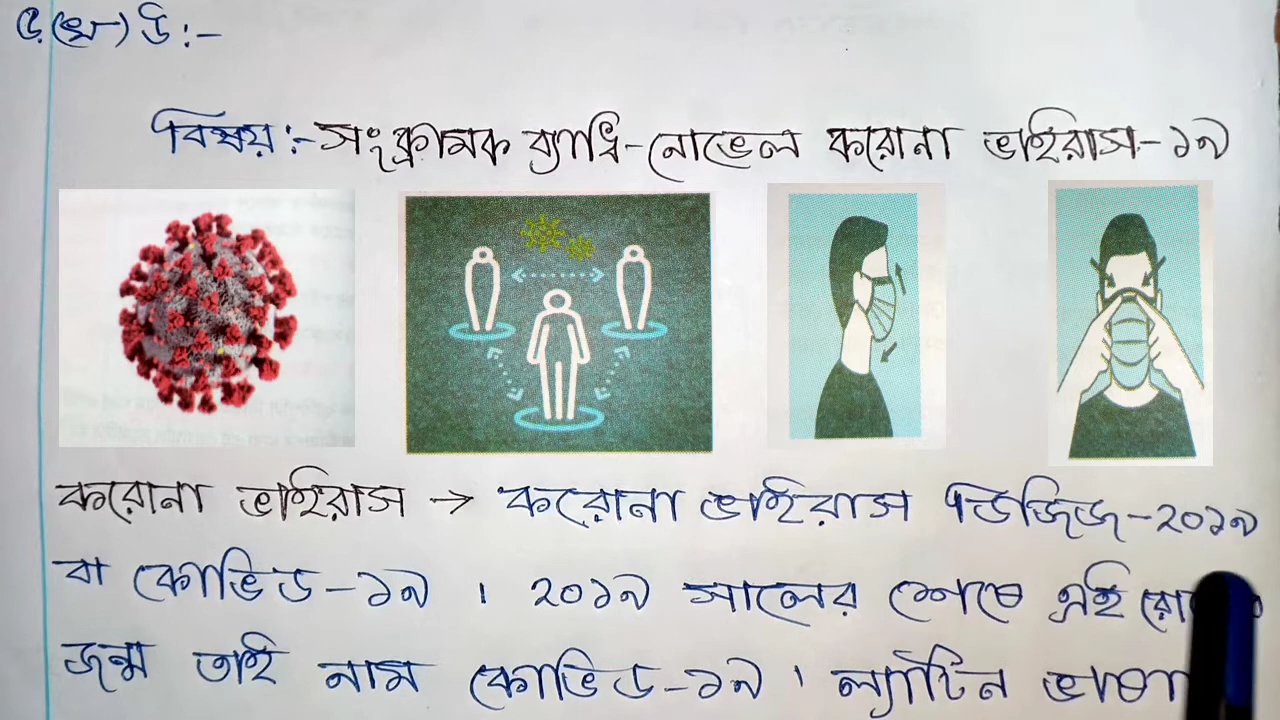 ৫.(খ) উ:-
বিষয়:- সংক্রামক ব্যাধি-নোভেল করোনা ভাইরাস-১৯
করোনা ভাইরাস → করোনা ভাইরাস ডিজিজ-২০১৯
বা কোভিড-১৯ । ২০১৯ সালের শেষে এই
জন্ম তাই নাম কোভিড-১৯ । ল্যাটিন ভাষা